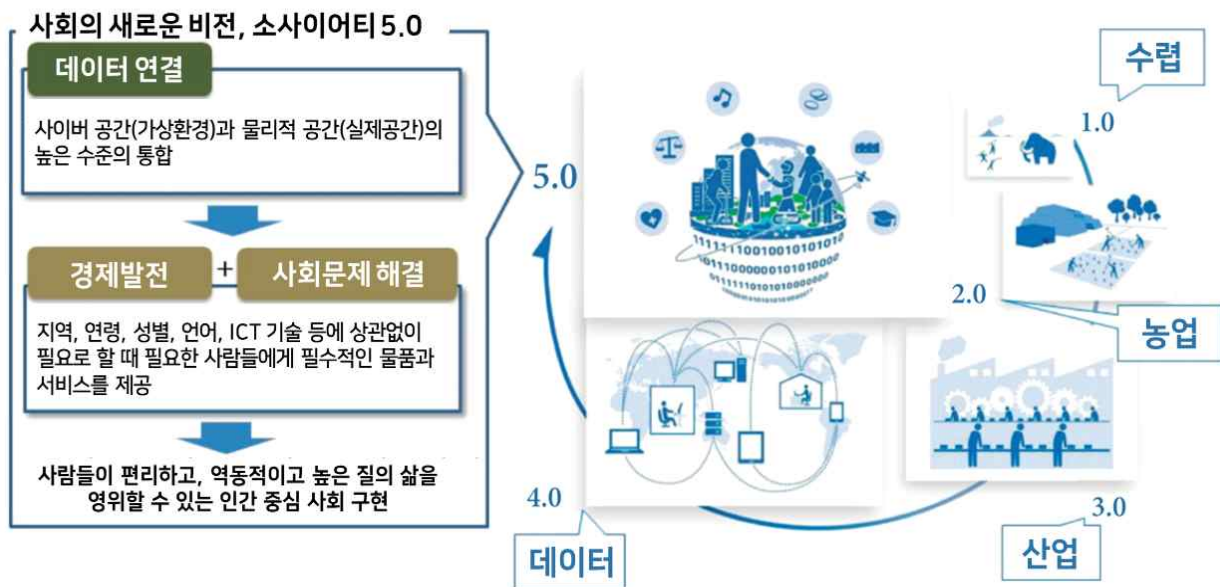 사회의 새로운 비전, 소사이어티 5.0
데이터 연결
사이버 공간(가상환경)과 물리적 공간(실제공간)의
높은 수준의 통합
경제발전 + 사회문제 해결
지역, 연령, 성별, 언어, ICT 기술 등에 상관없이
필요로 할 때 필요한 사람들에게 필수적인 물품과
서비스를 제공
사람들이 편리하고, 역동적이고 높은 질의 삶을
영위할 수 있는 인간 중심 사회 구현
수렵
1.0
5.0
2.0
농업
4.0
데이터
3.0
산업